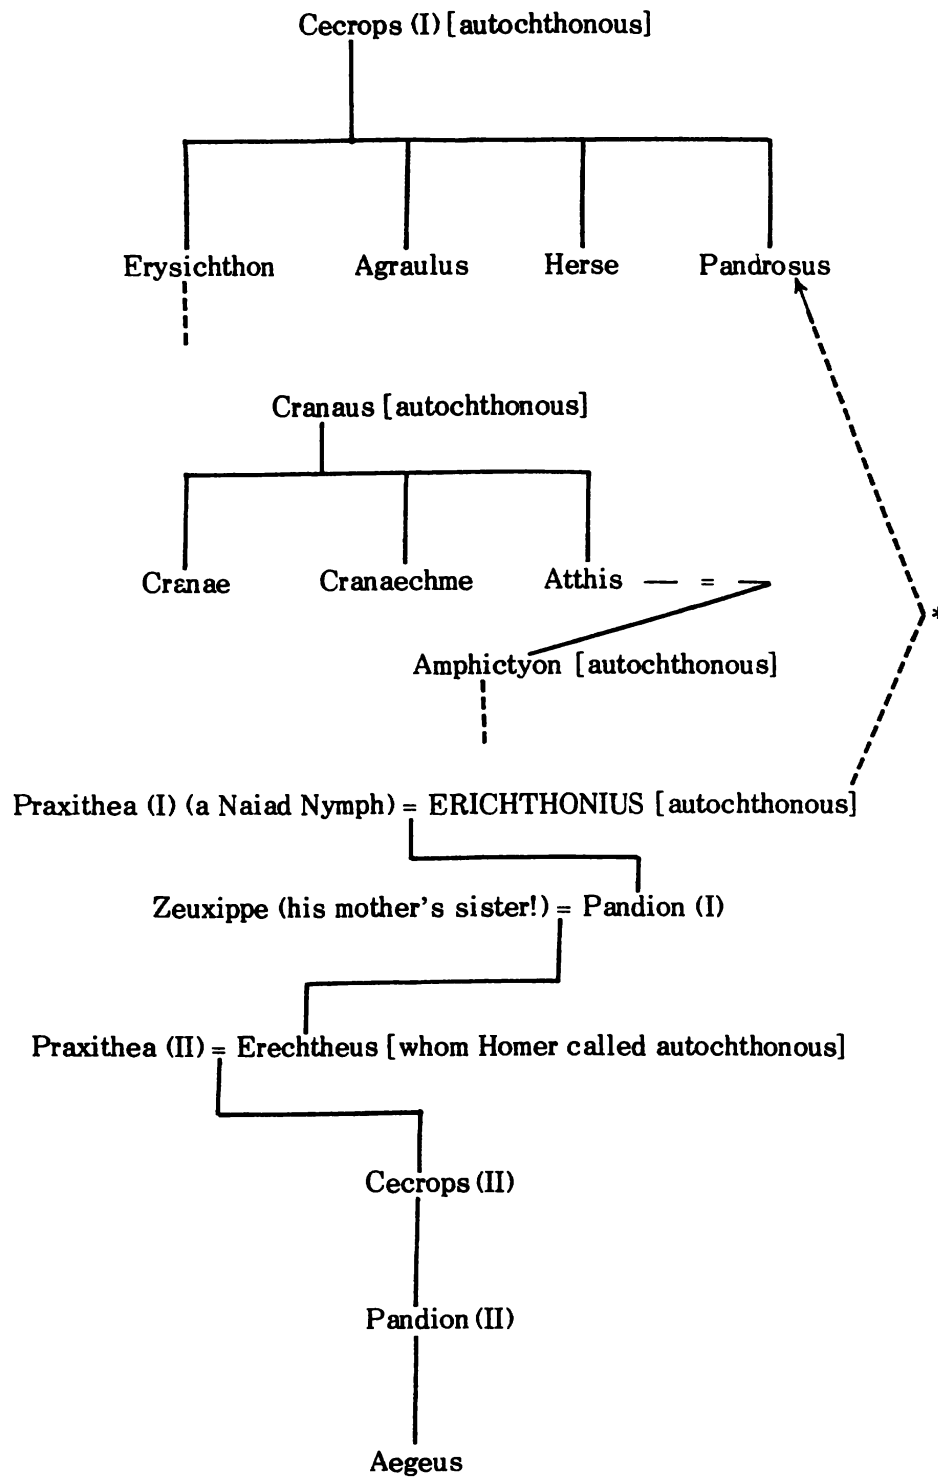 Cecrops (I) [autochthonous]
Erysichthon Agraulus Herse Pandrosus
Cranaus [autochthonous]
Cranae Cranaechme Atthis — = —
*
Amphictyon [autochthonous]
Praxithea (I) (a Naiad Nymph) = ERICHTHONIUS [autochthonous]
Zeuxippe (his mother's sister!) = Pandion (I)
Praxithea (II) = Erechtheus [whom Homer called autochthonous]
Cecrops (II)
Pandion (II)
Aegeus